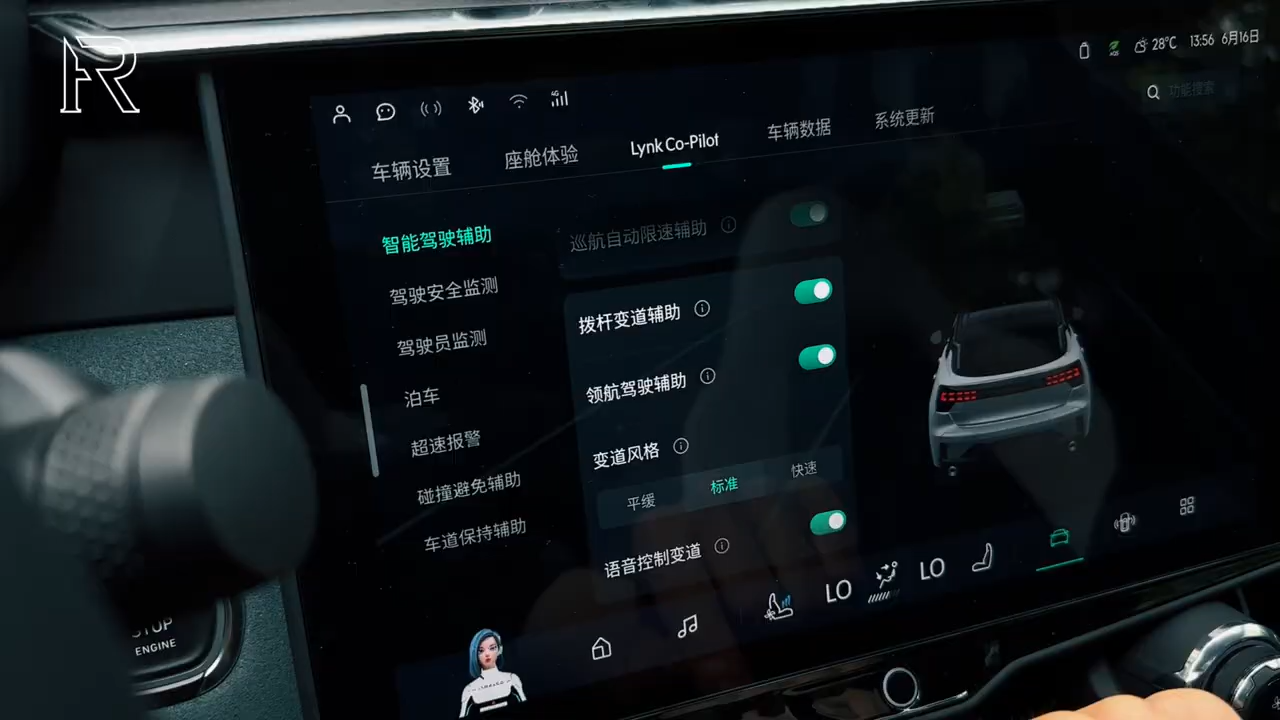 R
28℃ 13:56 6月16日
功能搜索
4G
车辆设置 座舱体验 Lynk Co-Pilot 车辆数据 系统更新
智能驾驶辅助
驾驶安全监测
驾驶员监测
泊车
超速报警
碰撞避免辅助
车道保持辅助
巡航自动限速辅助
拨杆变道辅助
领航驾驶辅助
变道风格
平缓 标准 快速
语音控制变道
LO LO
STOP
ENGINE